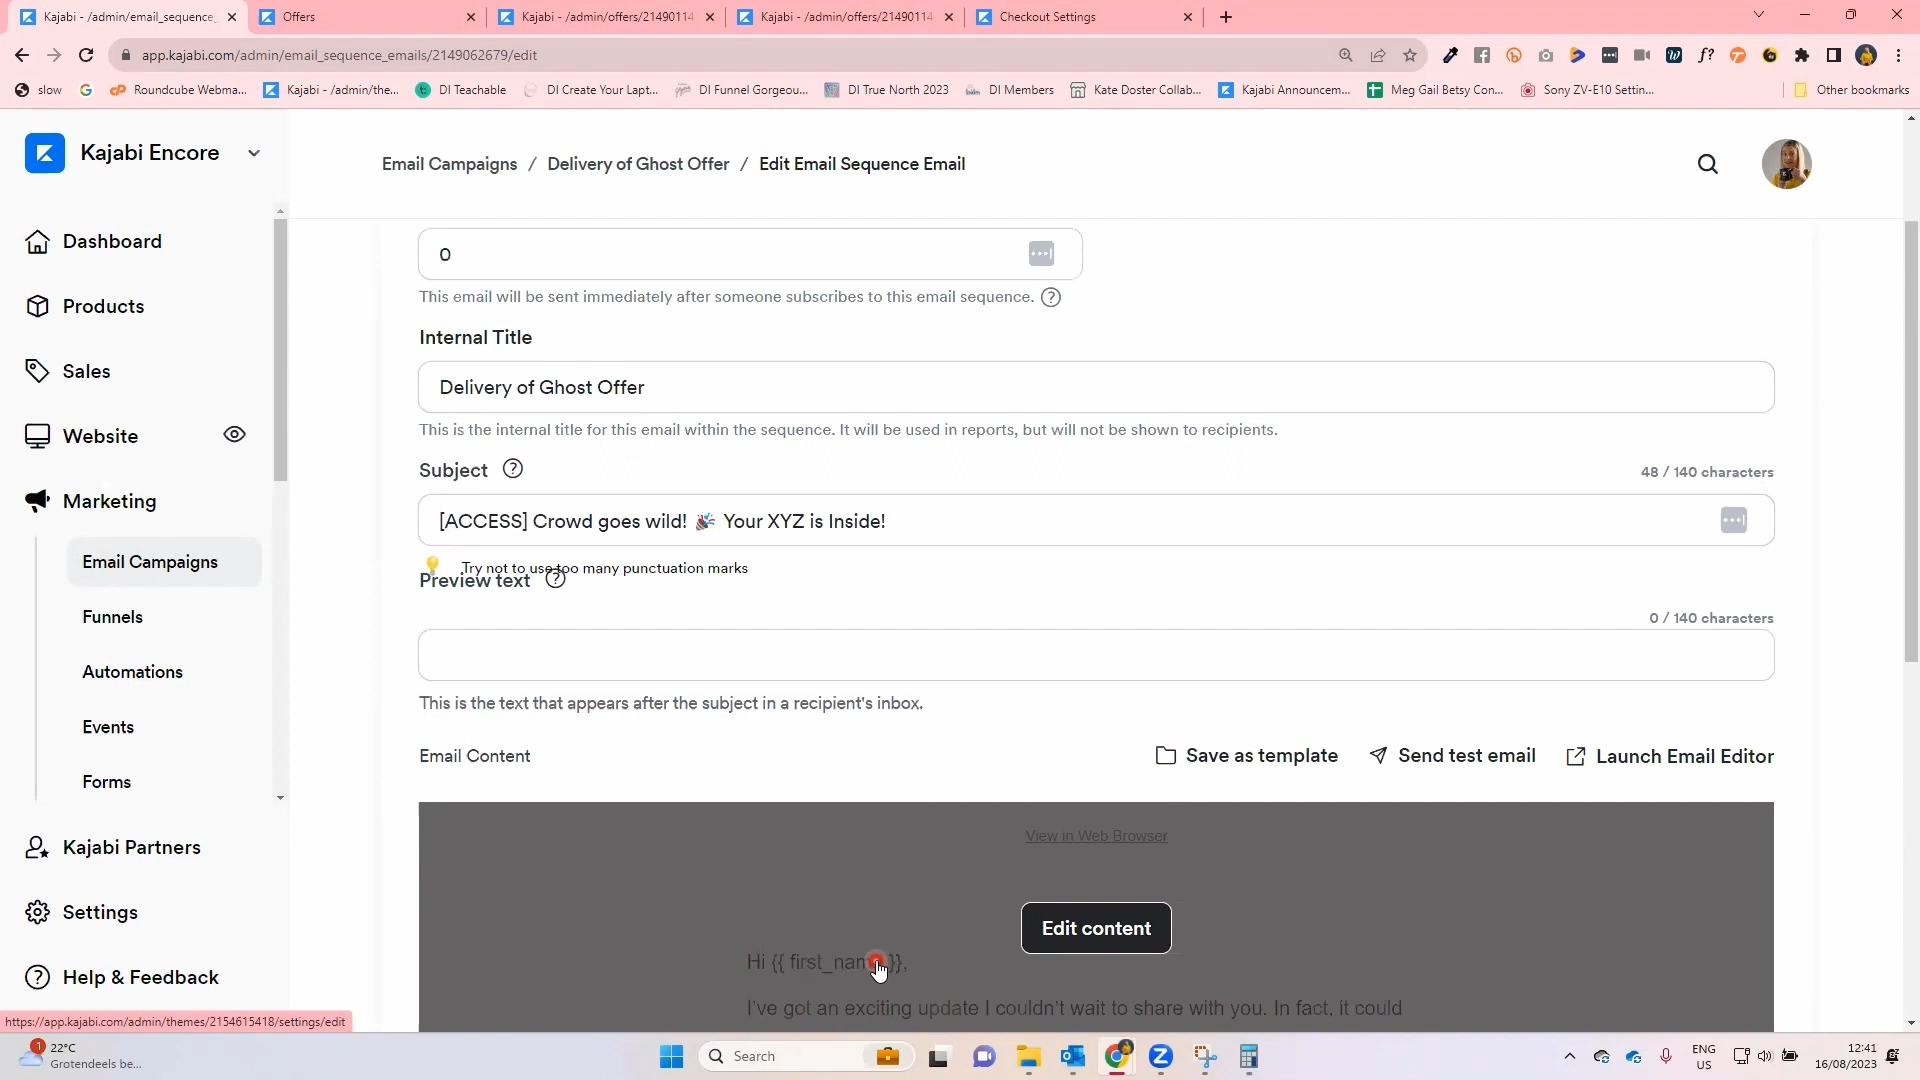 Kajabi - /admin/email_sequence_
Offers
Kajabi - /admin/offers/21490114
Kajabi - /admin/offers/21490114
Checkout Settings
app.kajabi.com/admin/email_sequence_emails/2149062679/edit
slow
Roundcube Webma...
Kajabi - /admin/the...
DI Teachable
DI Create Your Lapt...
DI Funnel Gorgeou...
DI True North 2023
DI Members
Kate Doster Collab...
Kajabi Announcem...
Meg Gail Betsy Con...
Sony ZV-E10 Settin...
Other bookmarks
Kajabi Encore
Email Campaigns / Delivery of Ghost Offer / Edit Email Sequence Email
Dashboard
Products
Sales
Website
Marketing
Email Campaigns
Funnels
Automations
Events
Forms
Kajabi Partners
Settings
Help & Feedback
0
This email will be sent immediately after someone subscribes to this email sequence.
Internal Title
Delivery of Ghost Offer
This is the internal title for this email within the sequence. It will be used in reports, but will not be shown to recipients.
Subject
48 / 140 characters
[ACCESS] Crowd goes wild! 🎉 Your XYZ is Inside!
Try not to use too many punctuation marks
Preview text
0 / 140 characters
This is the text that appears after the subject in a recipient's inbox.
Email Content
Save as template
Send test email
Launch Email Editor
View in Web Browser
Edit content
Hi {{ first_name }},
I've got an exciting update I couldn't wait to share with you. In fact, it could
https://app.kajabi.com/admin/themes/2154615418/settings/edit
1
22°C
Grotendeels be...
Search
ENG
US
12:41
16/08/2023